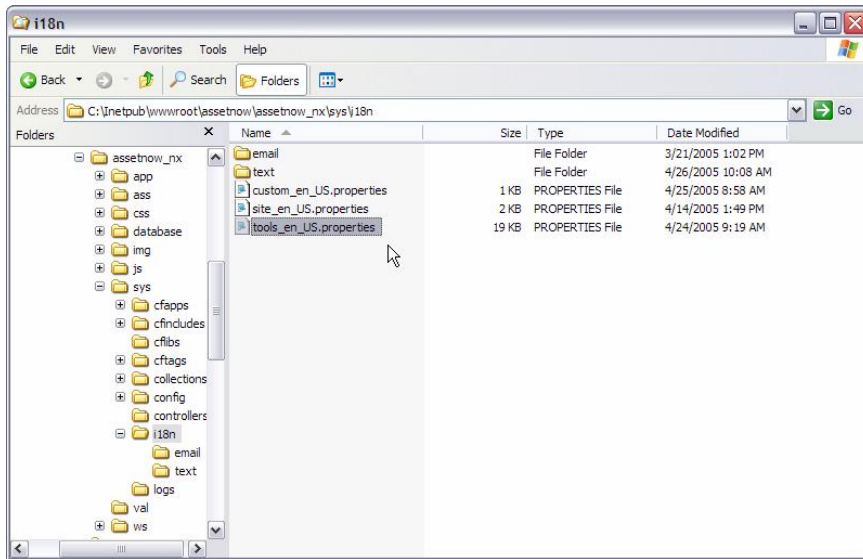 i18n
File Edit View Favorites Tools Help
Back Search Folders
Address C:\Inetpub\wwwroot\assetnow\assetnow_nx\sys\i18n Go
Folders x Name Size Type Date Modified
assetnow_nx
app
ass
css
database
img
js
sys
cfapps
cfincludes
cflibs
cftags
collections
config
controllers
i18n
email
text
logs
val
ws
email File Folder 3/21/2005 1:02 PM
text File Folder 4/26/2005 10:08 AM
custom_en_US.properties 1 KB PROPERTIES File 4/25/2005 8:58 AM
site_en_US.properties 2 KB PROPERTIES File 4/14/2005 1:49 PM
tools_en_US.properties 19 KB PROPERTIES File 4/24/2005 9:19 AM